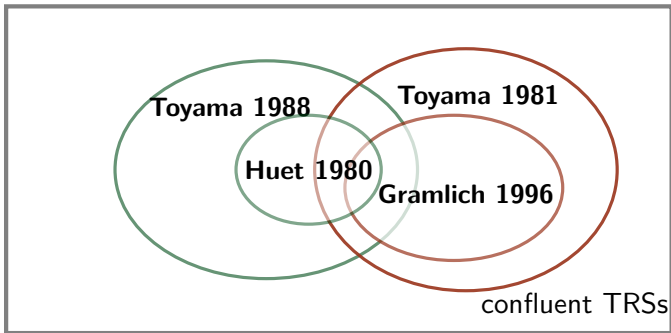 Toyama 1988
Toyama 1981
Huet 1980
Gramlich 1996
confluent TRSs